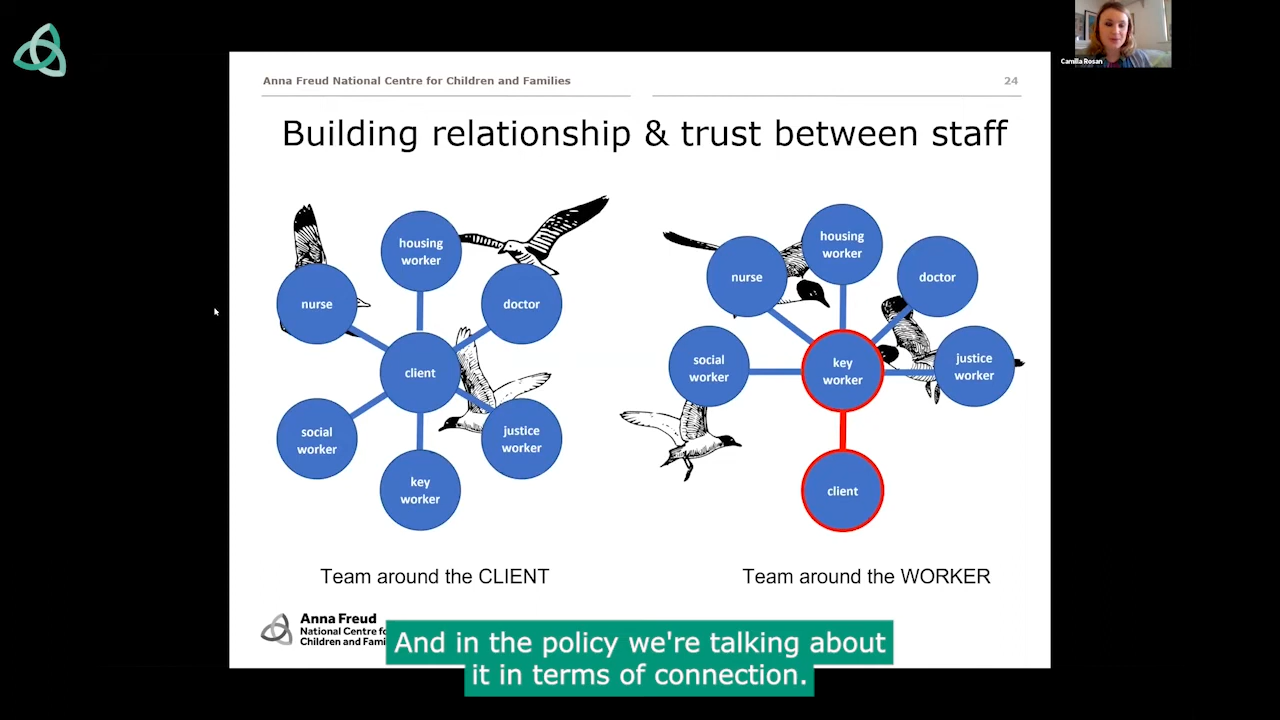 Camilla Rosan
Anna Freud National Centre for Children and Families
24
Building relationship & trust between staff
housing
worker
nurse
doctor
client
social
worker
justice
worker
key
worker
Team around the CLIENT
housing
worker
nurse
doctor
social
worker
key
worker
justice
worker
client
Team around the WORKER
Anna Freud
National Centre fo
Children and Fami
And in the policy we're talking about
it in terms of connection.